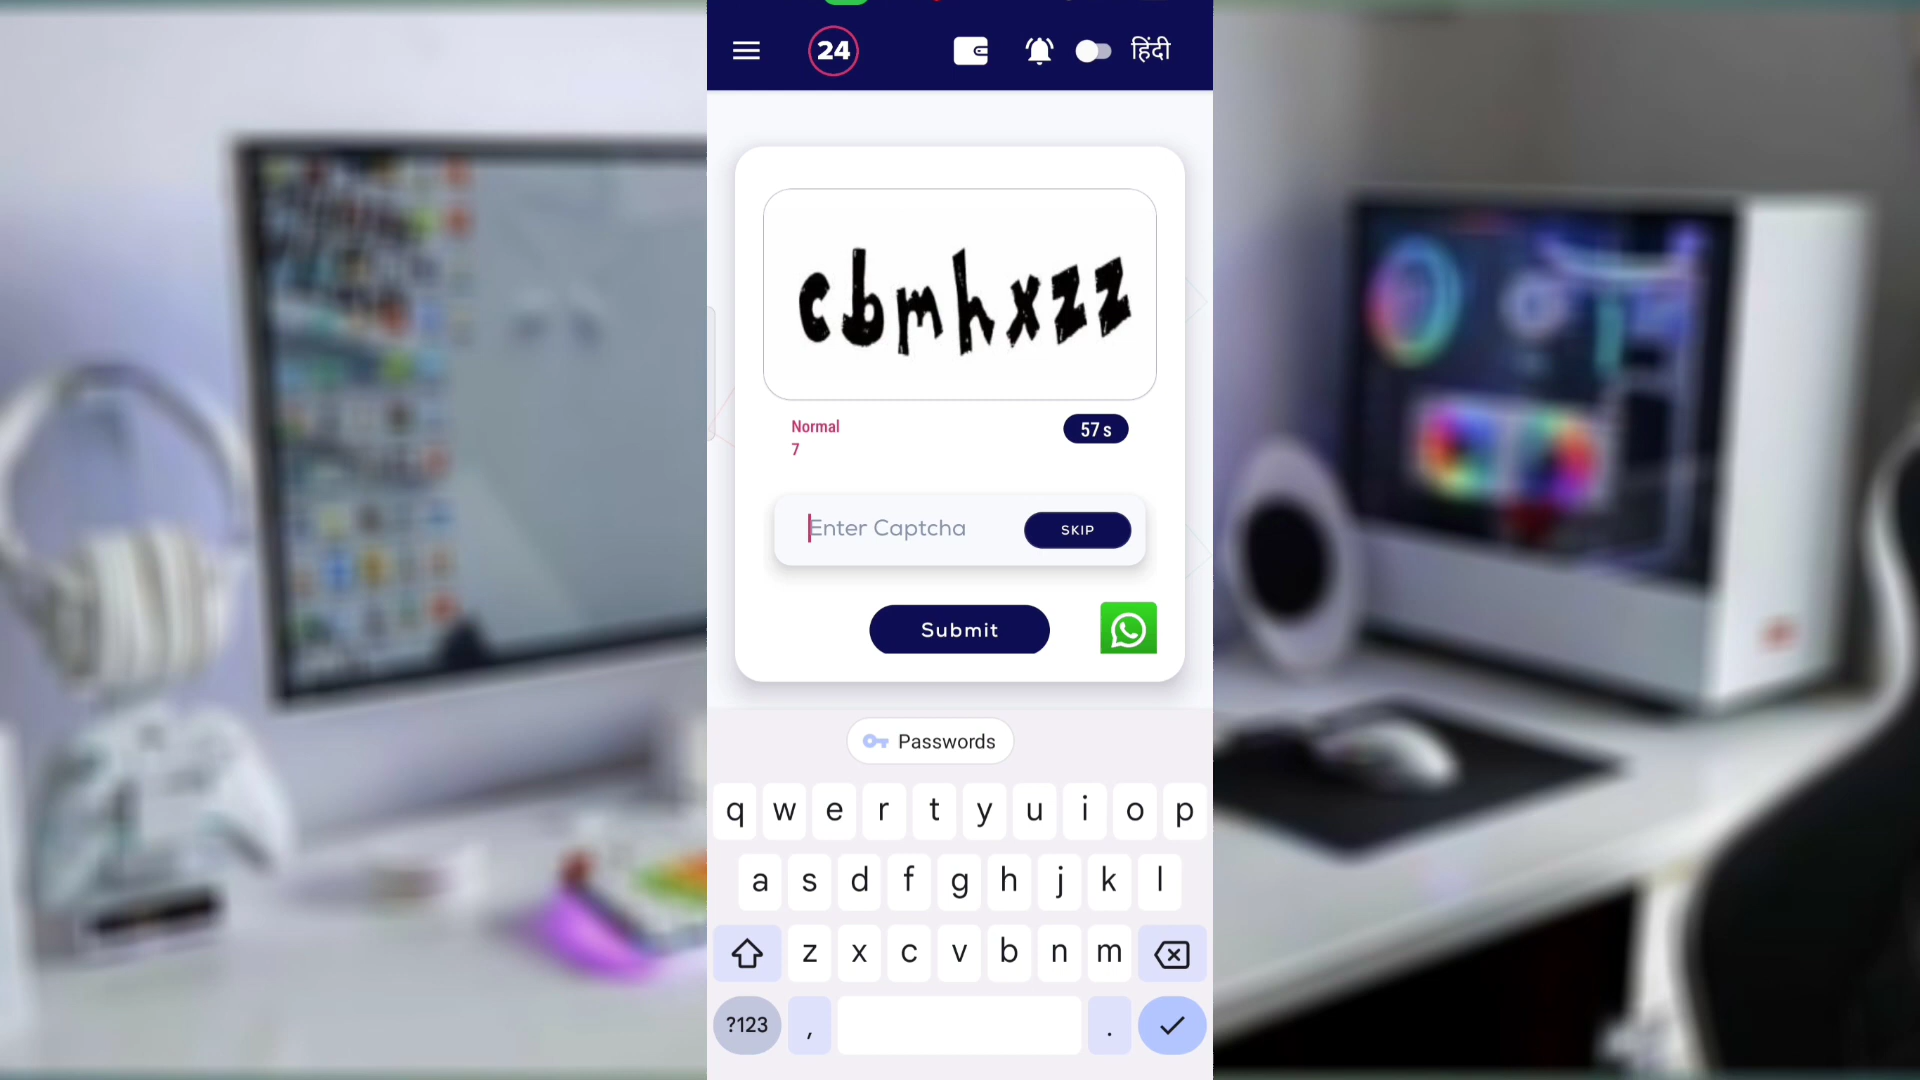 24 हिंदी
cbmhxzz
Normal 57 s
7
Enter Captcha SKIP
Submit
Passwords
q w e r t y u i o p
a s d f g h j k l
z x c v b n m
?123 , .